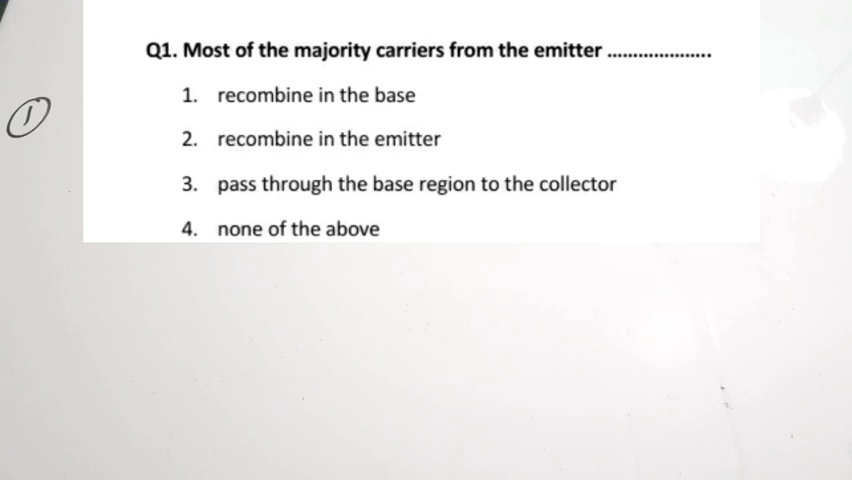 Q1. Most of the majority carriers from the emitter ....................
1
1. recombine in the base
2. recombine in the emitter
3. pass through the base region to the collector
4. none of the above